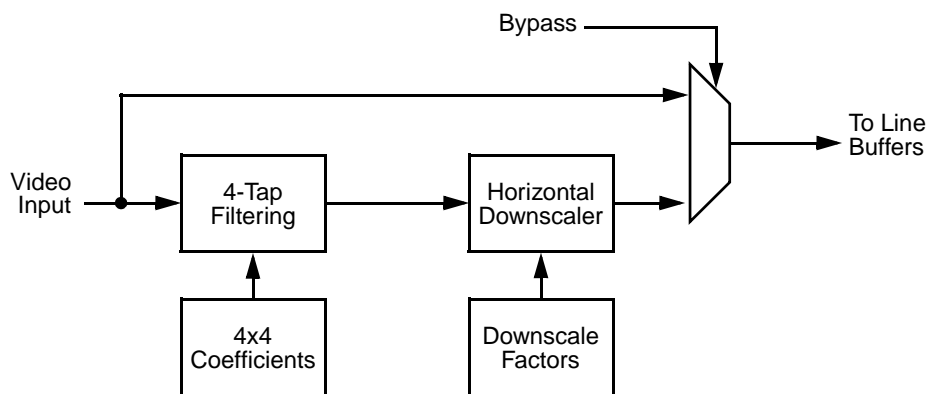 Bypass
To Line
Buffers
Video
Input
4-Tap
Filtering
Horizontal
Downscaler
4x4
Coefficients
Downscale
Factors